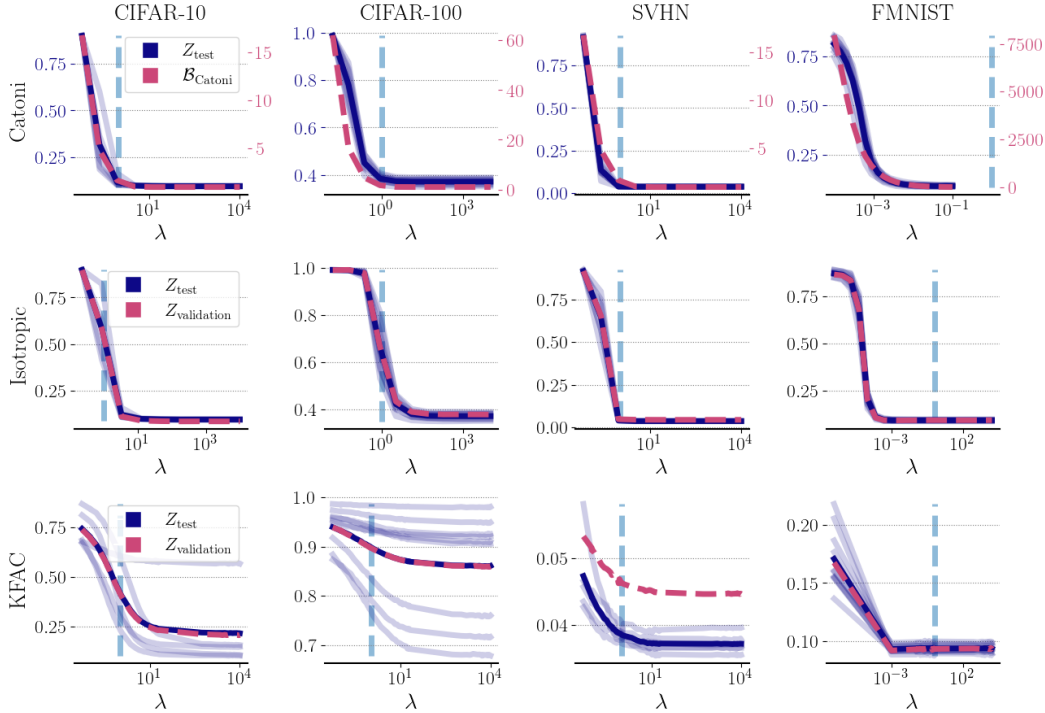 CIFAR-10 CIFAR-100 SVHN FMNIST
Catoni
0.75 0.50 0.25
Z_test
B_Catoni
15 10 5
10^1 10^4
λ
1.0 0.8 0.6 0.4
60 40 20 0
10^0 10^3
λ
0.75 0.50 0.25 0.00
15 10 5
10^1 10^4
λ
0.75 0.50 0.25
7500 5000 2500 0
10^-3 10^-1
λ
Isotropic
0.75 0.50 0.25
Z_test
Z_validation
10^1 10^3
λ
1.0 0.8 0.6 0.4
10^0 10^3
λ
0.75 0.50 0.25 0.00
10^1 10^4
λ
0.75 0.50 0.25
10^-3 10^2
λ
KFAC
0.75 0.50 0.25
Z_test
Z_validation
10^1 10^4
λ
1.0 0.9 0.8 0.7
10^1 10^4
λ
0.05 0.04
10^1 10^4
λ
0.20 0.15 0.10
10^-3 10^2
λ